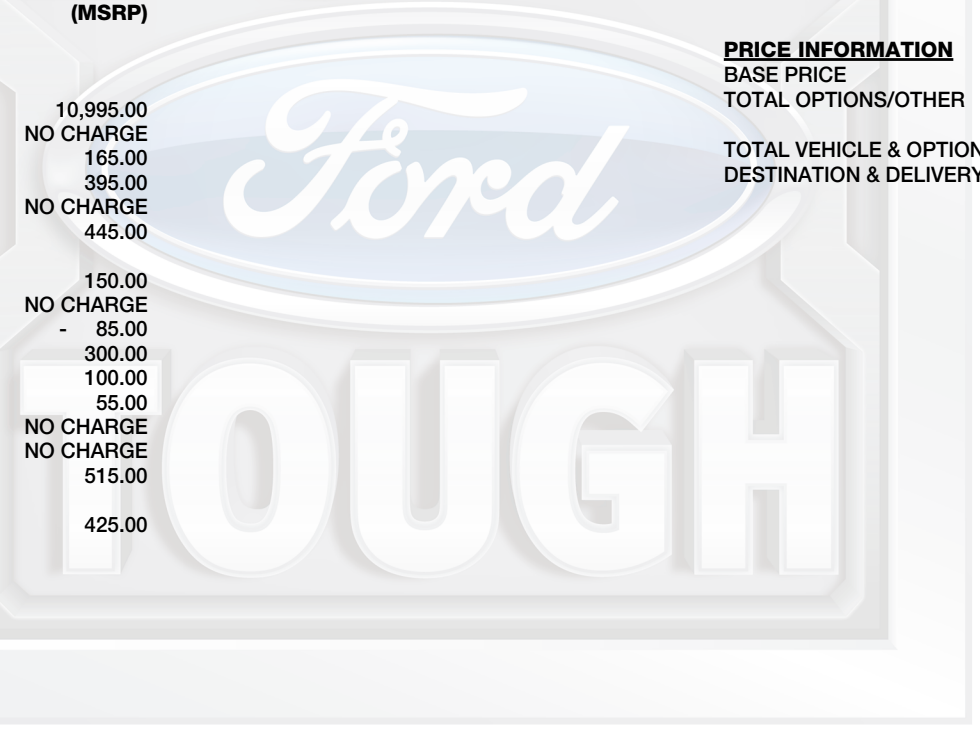 (MSRP)
10,995.00
NO CHARGE
165.00
395.00
NO CHARGE
445.00
150.00
NO CHARGE
- 85.00
300.00
100.00
55.00
NO CHARGE
NO CHARGE
515.00
425.00
PRICE INFORMATION
BASE PRICE
TOTAL OPTIONS/OTHER
TOTAL VEHICLE & OPTION
DESTINATION & DELIVERY
Ford
TOUGH